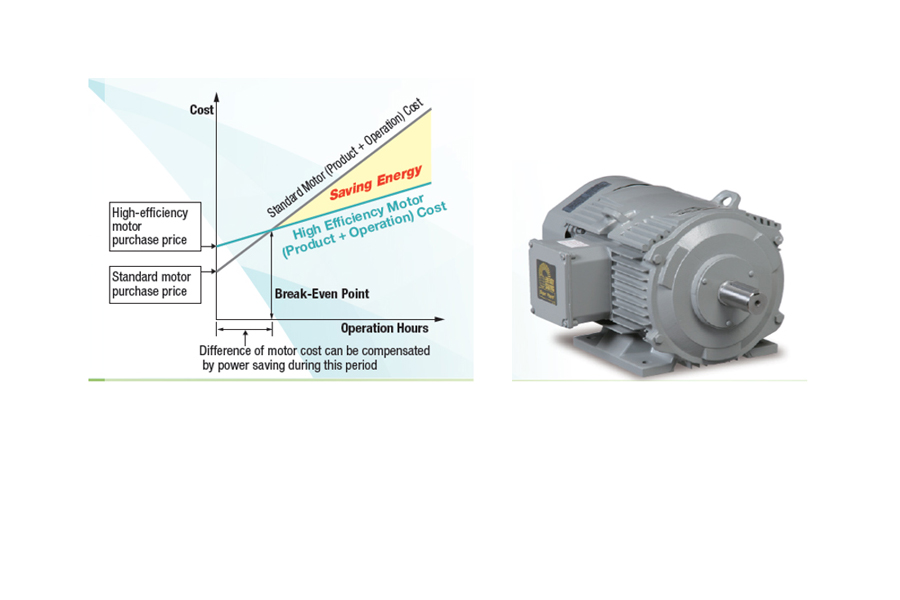 Cost
Standard Motor (Product + Operation) Cost
Saving Energy
High Efficiency Motor
(Product + Operation) Cost
High-efficiency
motor
purchase price
Standard motor
purchase price
Break-Even Point
Operation Hours
Difference of motor cost can be compensated
by power saving during this period